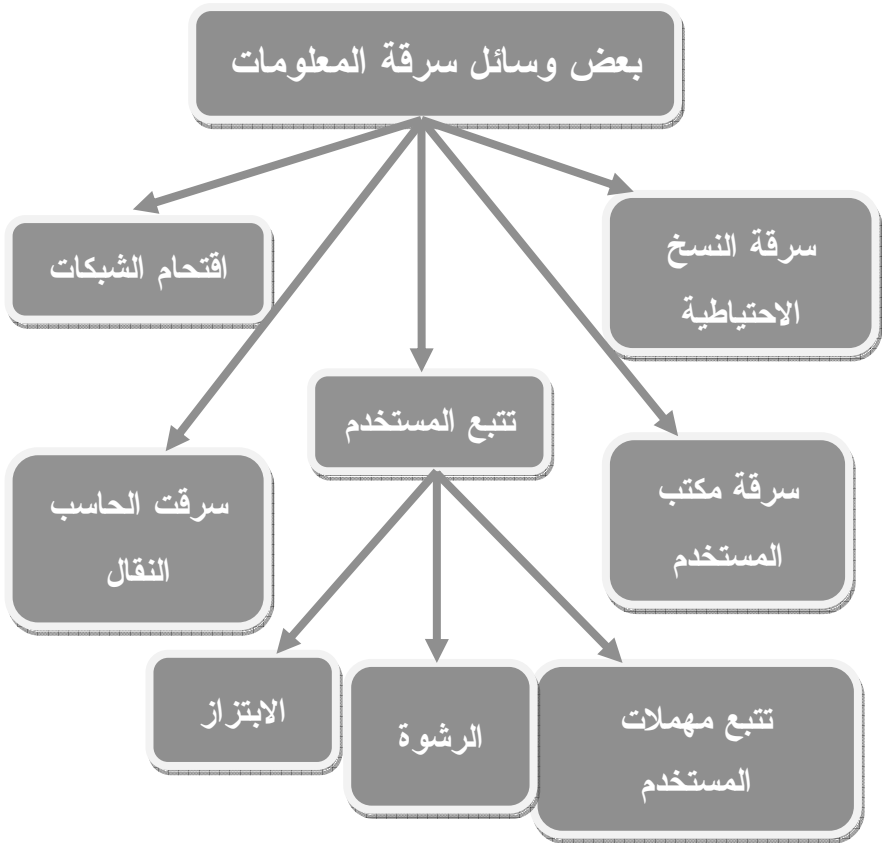 بعض وسائل سرقة المعلومات
سرقة النسخ
الاحتياطية
اقتحام الشبكات
تتبع المستخدم
سرقة مكتب
المستخدم
سرقت الحاسب
النقال
تتبع مهملات
المستخدم
الرشوة
الابتزاز